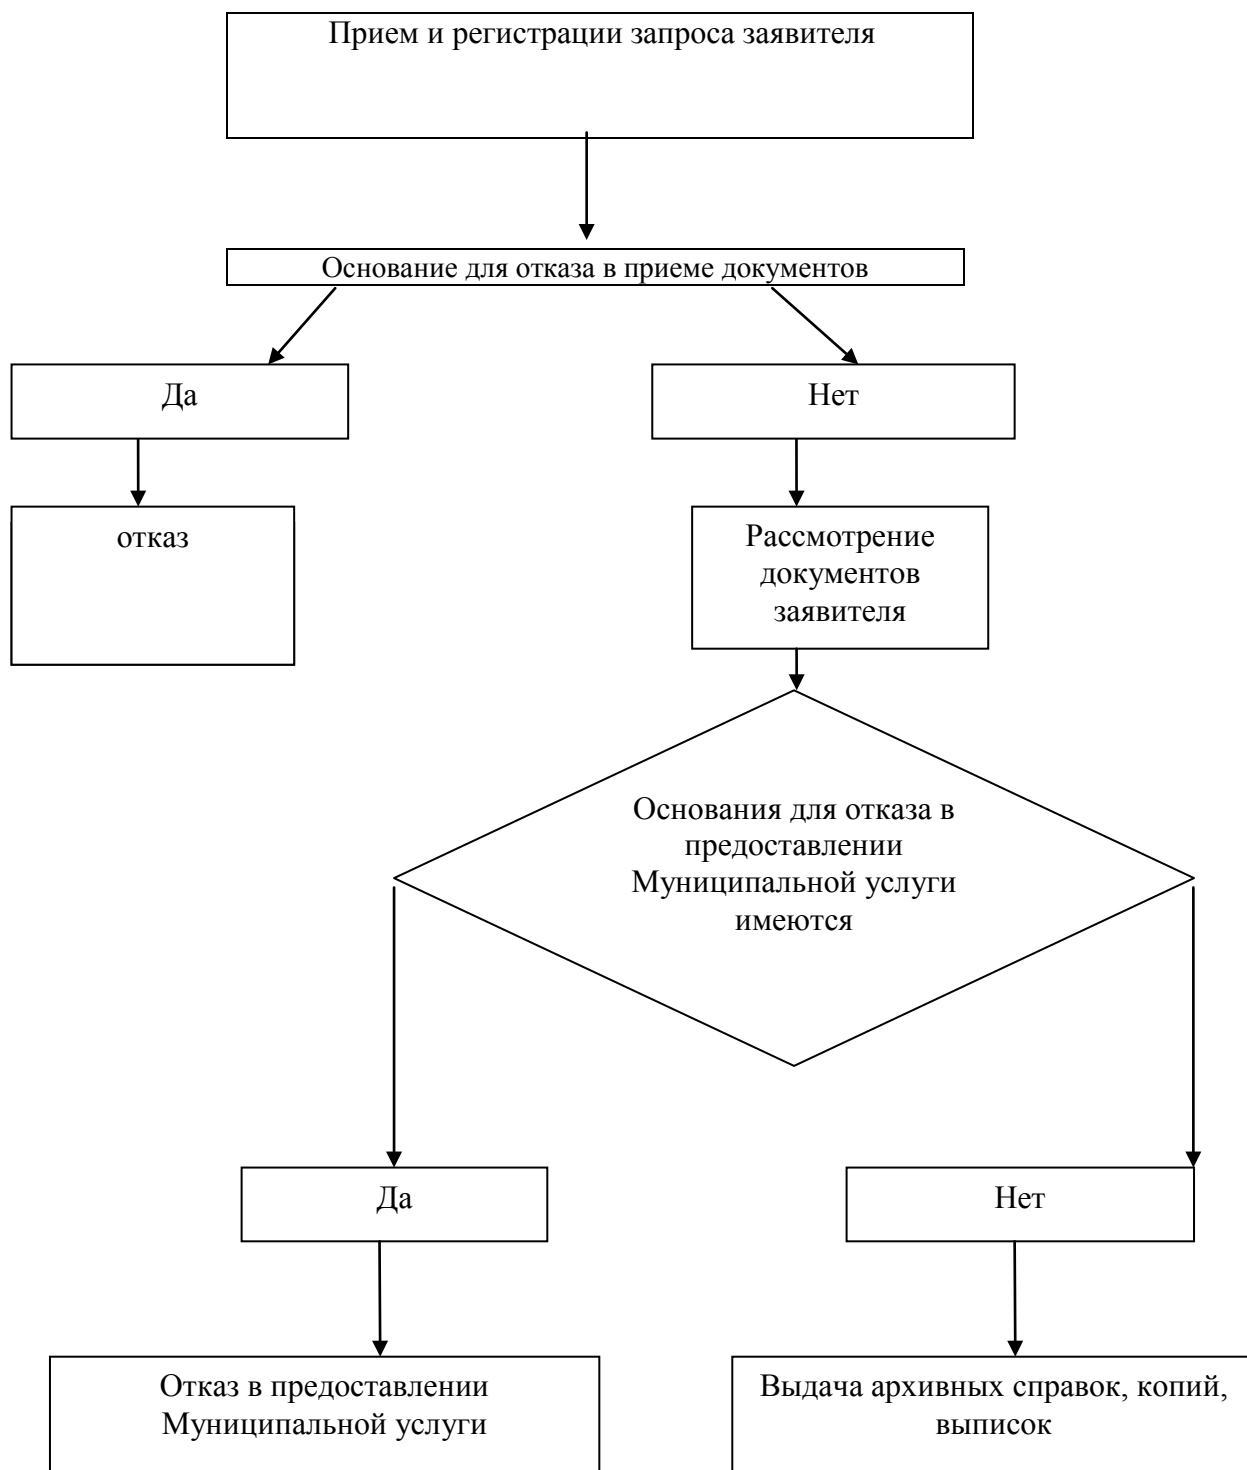 Прием и регистрации запроса заявителя
Основание для отказа в приеме документов
Да
Нет
отказ
Рассмотрение
документов
заявителя
Основания для отказа в
предоставлении
Муниципальной услуги
имеются
Да
Нет
Отказ в предоставлении
Муниципальной услуги
Выдача архивных справок, копий,
выписок